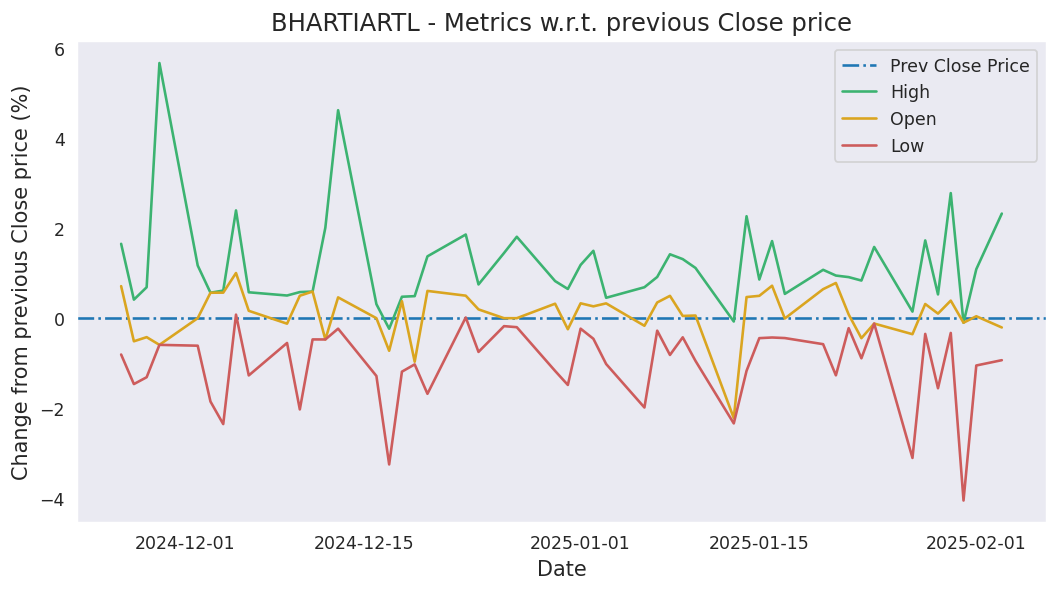 BHARTIARTL - Metrics w.r.t. previous Close price
Change from previous Close price (%)
6
4
2
0
−2
−4
Prev Close Price
High
Open
Low
2024-12-01
2024-12-15
2025-01-01
2025-01-15
2025-02-01
Date